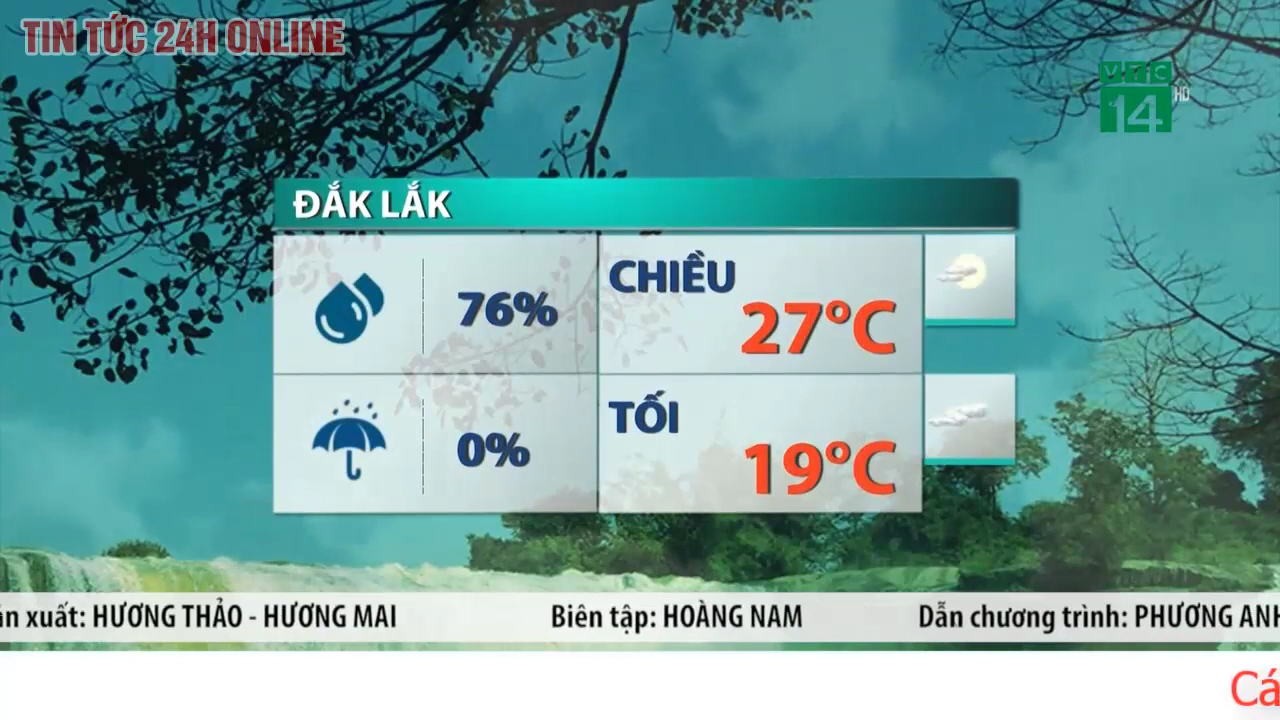 TIN TỨC 24H ONLINE
VTC
14
HD
ĐẮK LẮK
76%
CHIỀU
27°C
0%
TỐI
19°C
ản xuất: HƯƠNG THẢO - HƯƠNG MAI
Biên tập: HOÀNG NAM
Dẫn chương trình: PHƯƠNG ANH
Cá